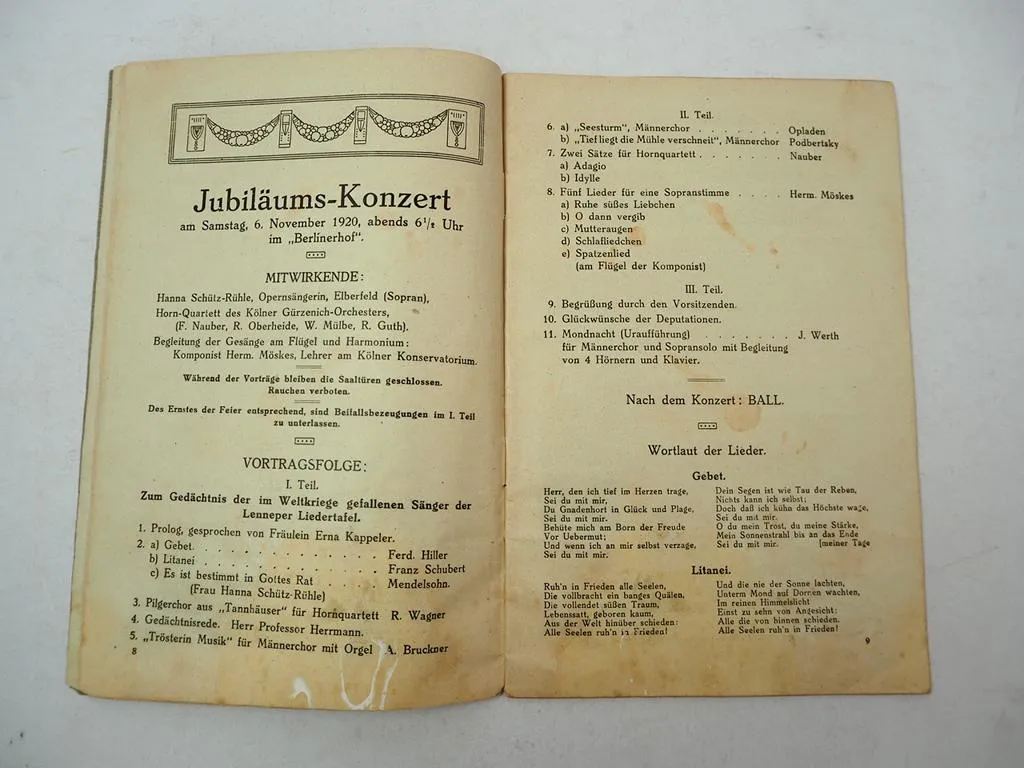 Jubiläums-Konzert
am Samstag, 6. November 1920, abends 6 1/2 Uhr
im „Berlinerhof".
MITWIRKENDE:
Hanna Schütz-Rühle, Opernsängerin, Elberfeld (Sopran),
Horn-Quartett des Kölner Gürzenich-Orchesters,
(F. Nauber, R. Oberheide, W. Mülbe, R. Guth).
Begleitung der Gesänge am Flügel und Harmonium:
Komponist Herm. Möskes, Lehrer am Kölner Konservatorium.
Während der Vorträge bleiben die Saaltüren geschlossen.
Rauchen verboten.
Des Ernstes der Feier entsprechend, sind Beifallsbezeugungen im I. Teil
zu unterlassen.
VORTRAGSFOLGE:
I. Teil.
Zum Gedächtnis der im Weltkriege gefallenen Sänger der
Lenneper Liedertafel.
1. Prolog, gesprochen von Fräulein Erna Kappeler.
2. a) Gebet. . . . . . . . . . . . . . Ferd. Hiller
b) Litanei . . . . . . . . . . . . . Franz Schubert
c) Es ist bestimmt in Gottes Rat . . . . . Mendelsohn.
(Frau Hanna Schütz-Rühle)
3. Pilgerchor aus „Tannhäuser" für Hornquartett R. Wagner
4. Gedächtnisrede. Herr Professor Herrmann.
5. „Trösterin Musik" für Männerchor mit Orgel A. Bruckner
8
II. Teil.
6. a) „Seesturm", Männerchor . . . . . . . Opladen
b) „Tief liegt die Mühle verschneit", Männerchor Podbertsky
7. Zwei Sätze für Hornquartett . . . . . . . Nauber
a) Adagio
b) Idylle
8. Fünf Lieder für eine Sopranstimme . . . . Herm. Möskes
a) Ruhe süßes Liebchen
b) O dann vergib
c) Mutteraugen
d) Schlafliedchen
e) Spatzenlied
(am Flügel der Komponist)
III. Teil.
9. Begrüßung durch den Vorsitzenden.
10. Glückwünsche der Deputationen.
11. Mondnacht (Uraufführung) . . . . . . . J. Werth
für Männerchor und Sopransolo mit Begleitung
von 4 Hörnern und Klavier.
Nach dem Konzert: BALL.
Wortlaut der Lieder.
Gebet.
Herr, den ich tief im Herzen trage,
Sei du mit mir,
Du Gnadenhort in Glück und Plage,
Sei du mit mir.
Behüte mich am Born der Freude
Vor Uebermut;
Und wenn ich an mir selbst verzage,
Sei du mit mir.
Dein Segen ist wie Tau der Reben,
Nichts kann ich selbst;
Doch daß ich kühn das Höchste wage,
Sei du mit mir.
O du mein Trost, du meine Stärke,
Mein Sonnenstrahl bis an das Ende
Sei du mit mir. [meiner Tage
Litanei.
Ruh'n in Frieden alle Seelen,
Die vollbracht ein banges Quälen,
Die vollendet süßen Traum,
Lebenssatt, geboren kaum,
Aus der Welt hinüber schieden:
Alle Seelen ruh'n in Frieden!
Und die nie der Sonne lachten,
Unterm Mond auf Dornen wachten,
Im reinen Himmelslicht
Einst zu sehn von Angesicht:
Alle die von binnen schieden.
Alle Seelen ruh'n in Frieden!
9